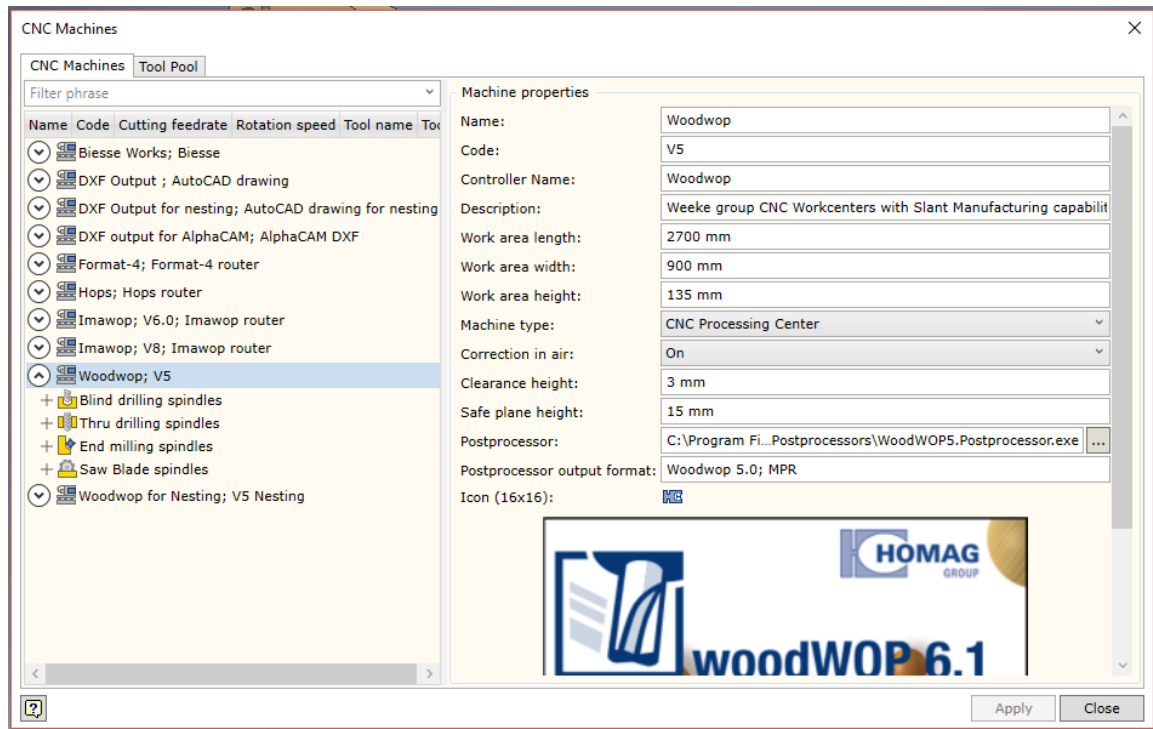 CNC Machines
CNC Machines
Tool Pool
Filter phrase
Name Code Cutting feedrate Rotation speed Tool name
Biesse Works; Biesse
DXF Output ; AutoCAD drawing
DXF Output for nesting; AutoCAD drawing for nesting
DXF output for AlphaCAM; AlphaCAM DXF
Format-4; Format-4 router
Hops; Hops router
Imawop; V6.0; Imawop router
Imawop; V8; Imawop router
Woodwop; V5
Blind drilling spindles
Thru drilling spindles
End milling spindles
Saw Blade spindles
Woodwop for Nesting; V5 Nesting
Machine properties
Name: Woodwop
Code: V5
Controller Name: Woodwop
Description: Weeke group CNC Workcenters with Slant Manufacturing capabilit
Work area length: 2700 mm
Work area width: 900 mm
Work area height: 135 mm
Machine type: CNC Processing Center
Correction in air: On
Clearance height: 3 mm
Safe plane height: 15 mm
Postprocessor: C:\Program Fi...Postprocessors\WoodWOP5.Postprocessor.exe ...
Postprocessor output format: Woodwop 5.0; MPR
Icon (16x16):
HOMAG
GROUP
woodWOP 6.1
Apply
Close